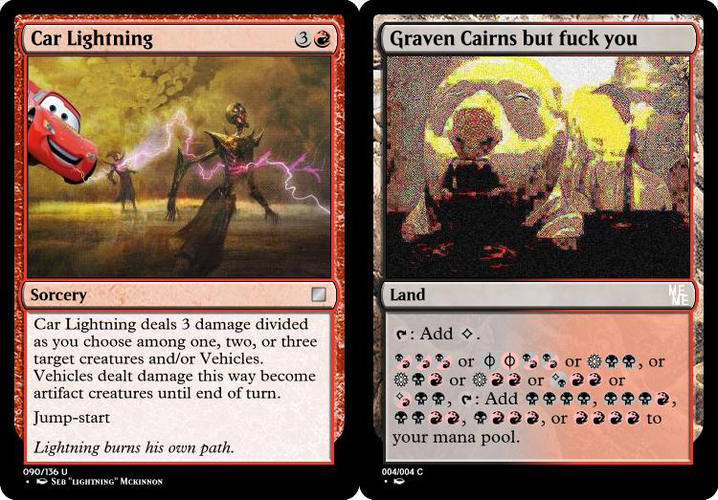 Car Lightning 3
Sorcery
Car Lightning deals 3 damage divided
as you choose among one, two, or three
target creatures and/or Vehicles.
Vehicles dealt damage this way become
artifact creatures until end of turn.
Jump-start
Lightning burns his own path.
090/136 U
• SEB "LIGHTNING" MCKINNON
Graven Cairns but fuck you
Land
ME
ME
: Add .
or or , or
or or or
, : Add , ,
, , or to
your mana pool.
004/004 C
•